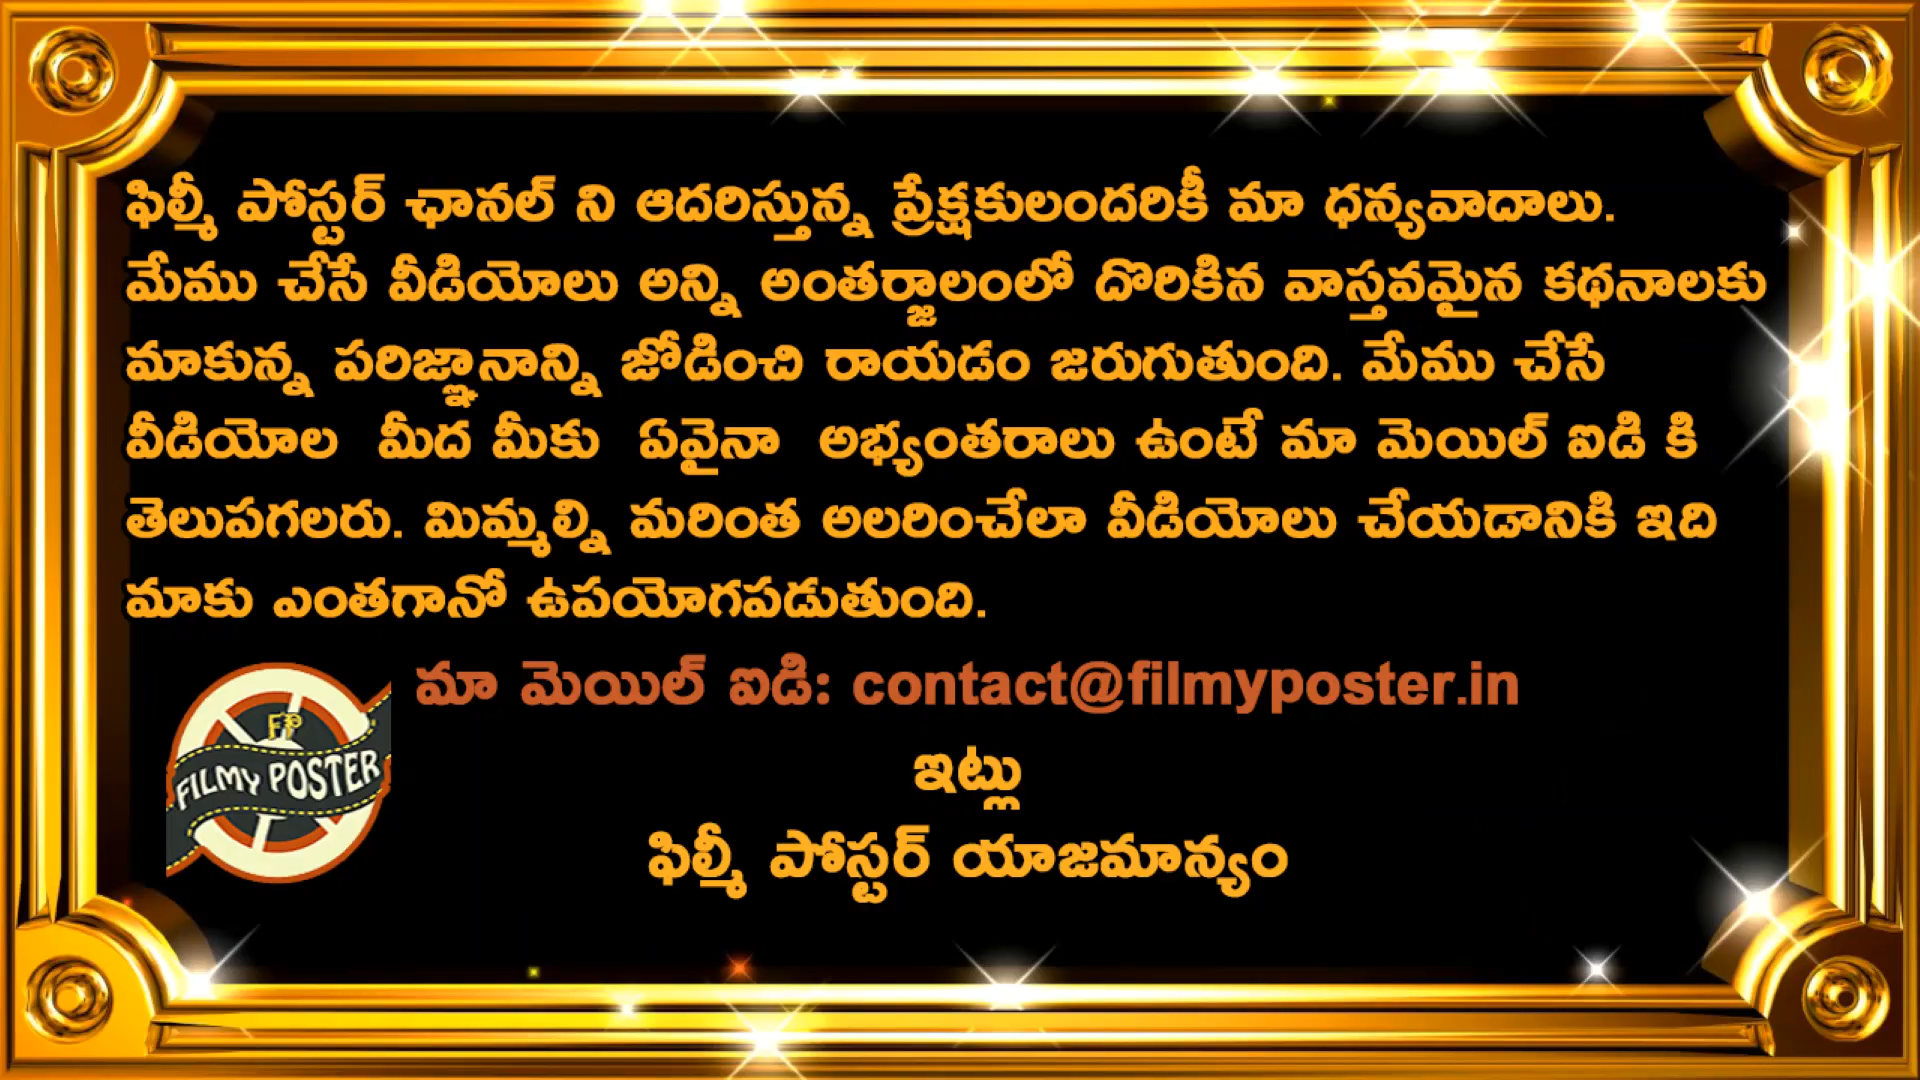 ఫిల్మీ పోస్టర్ ఛానల్ ని ఆదరిస్తున్న ప్రేక్షకులందరికీ మా ధన్యవాదాలు.
మేము చేసే వీడియోలు అన్ని అంతర్జాలంలో దొరికిన వాస్తవమైన కథనాలకు
మాకున్న పరిజ్ఞానాన్ని జోడించి రాయడం జరుగుతుంది. మేము చేసే
వీడియోల మీద మీకు ఏవైనా అభ్యంతరాలు ఉంటే మా మెయిల్ ఐడి కి
తెలుపగలరు. మిమ్మల్ని మరింత అలరించేలా వీడియోలు చేయడానికి ఇది
మాకు ఎంతగానో ఉపయోగపడుతుంది.
మా మెయిల్ ఐడి: contact@filmyposter.in
FP
FILMY POSTER
ఇట్లు
ఫిల్మీ పోస్టర్ యాజమాన్యం